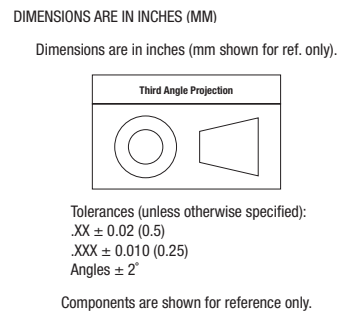 DIMENSIONS ARE IN INCHES (MM)
Dimensions are in inches (mm shown for ref. only).
Third Angle Projection
Tolerances (unless otherwise specified):
.XX ± 0.02 (0.5)
.XXX ± 0.010 (0.25)
Angles ± 2˚
Components are shown for reference only.